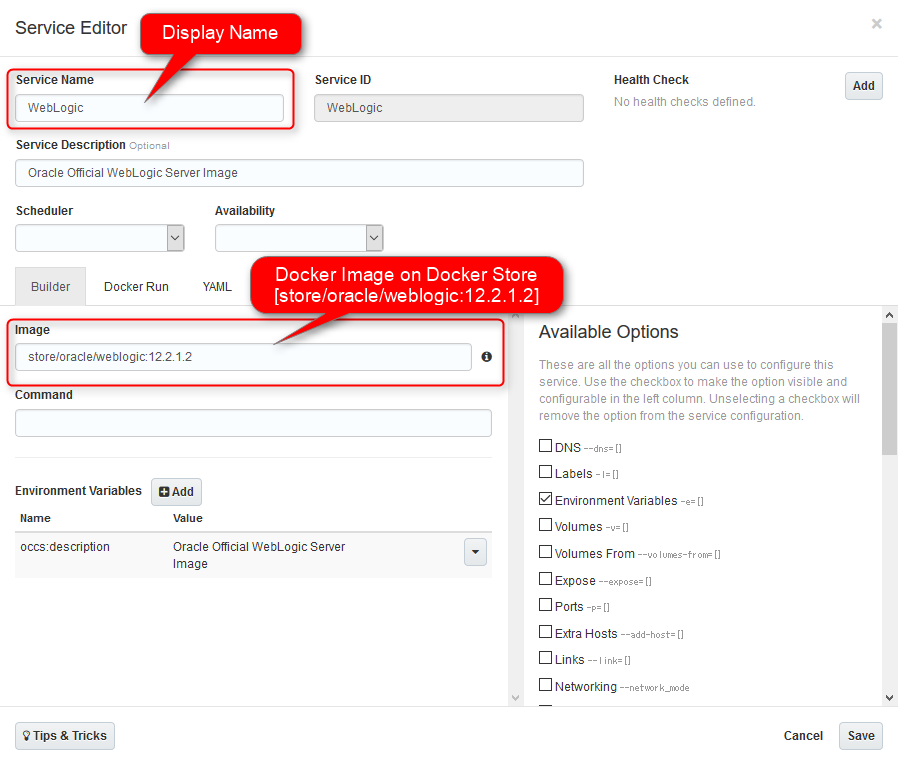 Service Editor
×
Display Name
Service Name
Service ID
Health Check
Add
WebLogic
WebLogic
No health checks defined.
Service Description Optional
Oracle Official WebLogic Server Image
Scheduler
Availability
Builder
Docker Run
YAML
Docker Image on Docker Store
[store/oracle/weblogic:12.2.1.2]
Image
store/oracle/weblogic:12.2.1.2
Command
Environment Variables
Add
Name
Value
occs:description
Oracle Official WebLogic Server
Image
Available Options
These are all the options you can use to configure this
service. Use the checkbox to make the option visible and
configurable in the left column. Unselecting a checkbox will
remove the option from the service configuration.
DNS --dns=[]
Labels -l=[]
Environment Variables -e=[]
Volumes -v=[]
Volumes From --volumes-from=[]
Expose --expose=[]
Ports -p=[]
Extra Hosts --add-host=[]
Links --link=[]
Networking --network_mode
Tips & Tricks
Cancel
Save